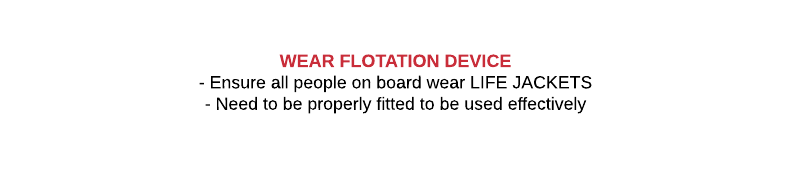 WEAR FLOTATION DEVICE
- Ensure all people on board wear LIFE JACKETS
- Need to be properly fitted to be used effectively